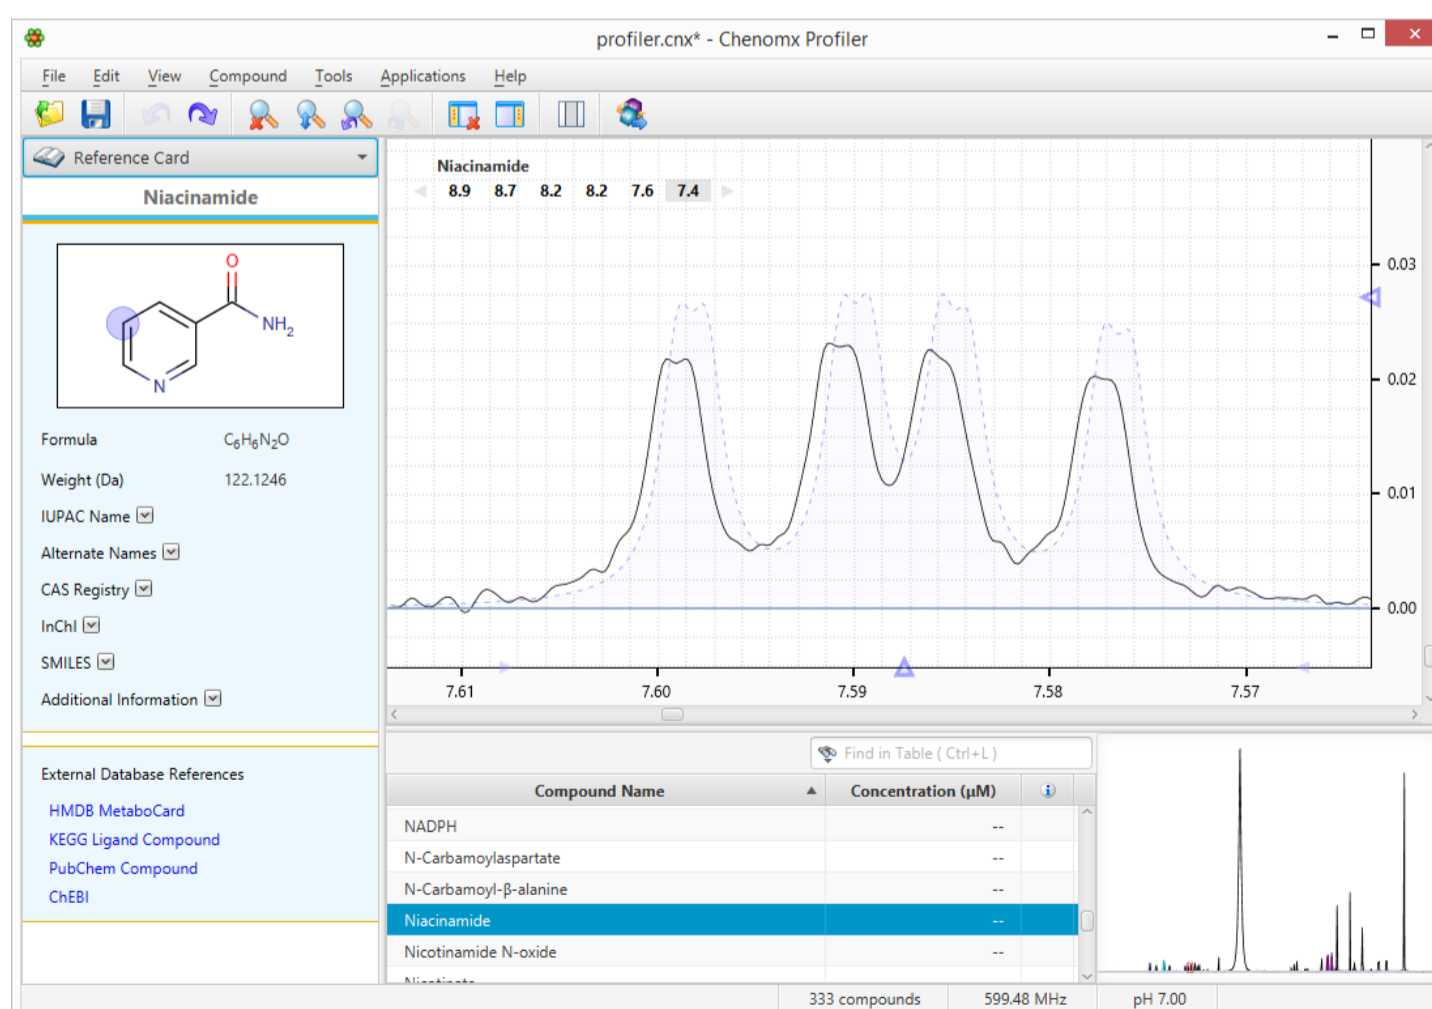 profiler.cnx* - Chenomx Profiler
File Edit View Compound Tools Applications Help
Reference Card
Niacinamide
O
NH2
N
Formula C6H6N2O
Weight (Da) 122.1246
IUPAC Name
Alternate Names
CAS Registry
InChI
SMILES
Additional Information
External Database References
HMDB MetaboCard
KEGG Ligand Compound
PubChem Compound
ChEBI
Niacinamide
8.9 8.7 8.2 8.2 7.6 7.4
0.03
0.02
0.01
0.00
7.61 7.60 7.59 7.58 7.57
Find in Table ( Ctrl+L )
Compound Name Concentration (µM)
NADPH --
N-Carbamoylaspartate --
N-Carbamoyl-β-alanine --
Niacinamide --
Nicotinamide N-oxide --
333 compounds 599.48 MHz pH 7.00